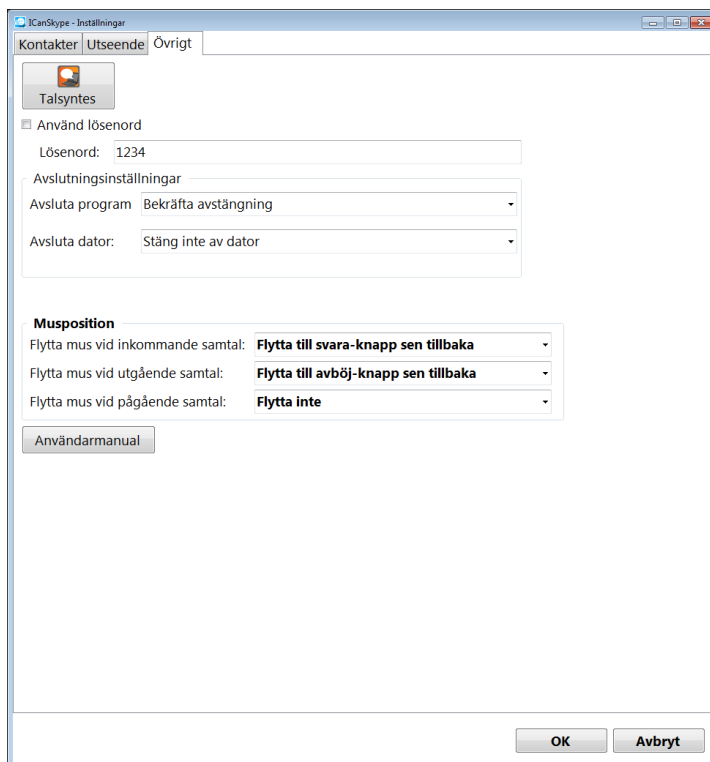 ICanSkype - Inställningar
Kontakter Utseende Övrigt
Talsyntes
Använd lösenord
Lösenord: 1234
Avslutningsinställningar
Avsluta program Bekräfta avstängning
Avsluta dator: Stäng inte av dator
Musposition
Flytta mus vid inkommande samtal: Flytta till svara-knapp sen tillbaka
Flytta mus vid utgående samtal: Flytta till avböj-knapp sen tillbaka
Flytta mus vid pågående samtal: Flytta inte
Användarmanual
OK Avbryt